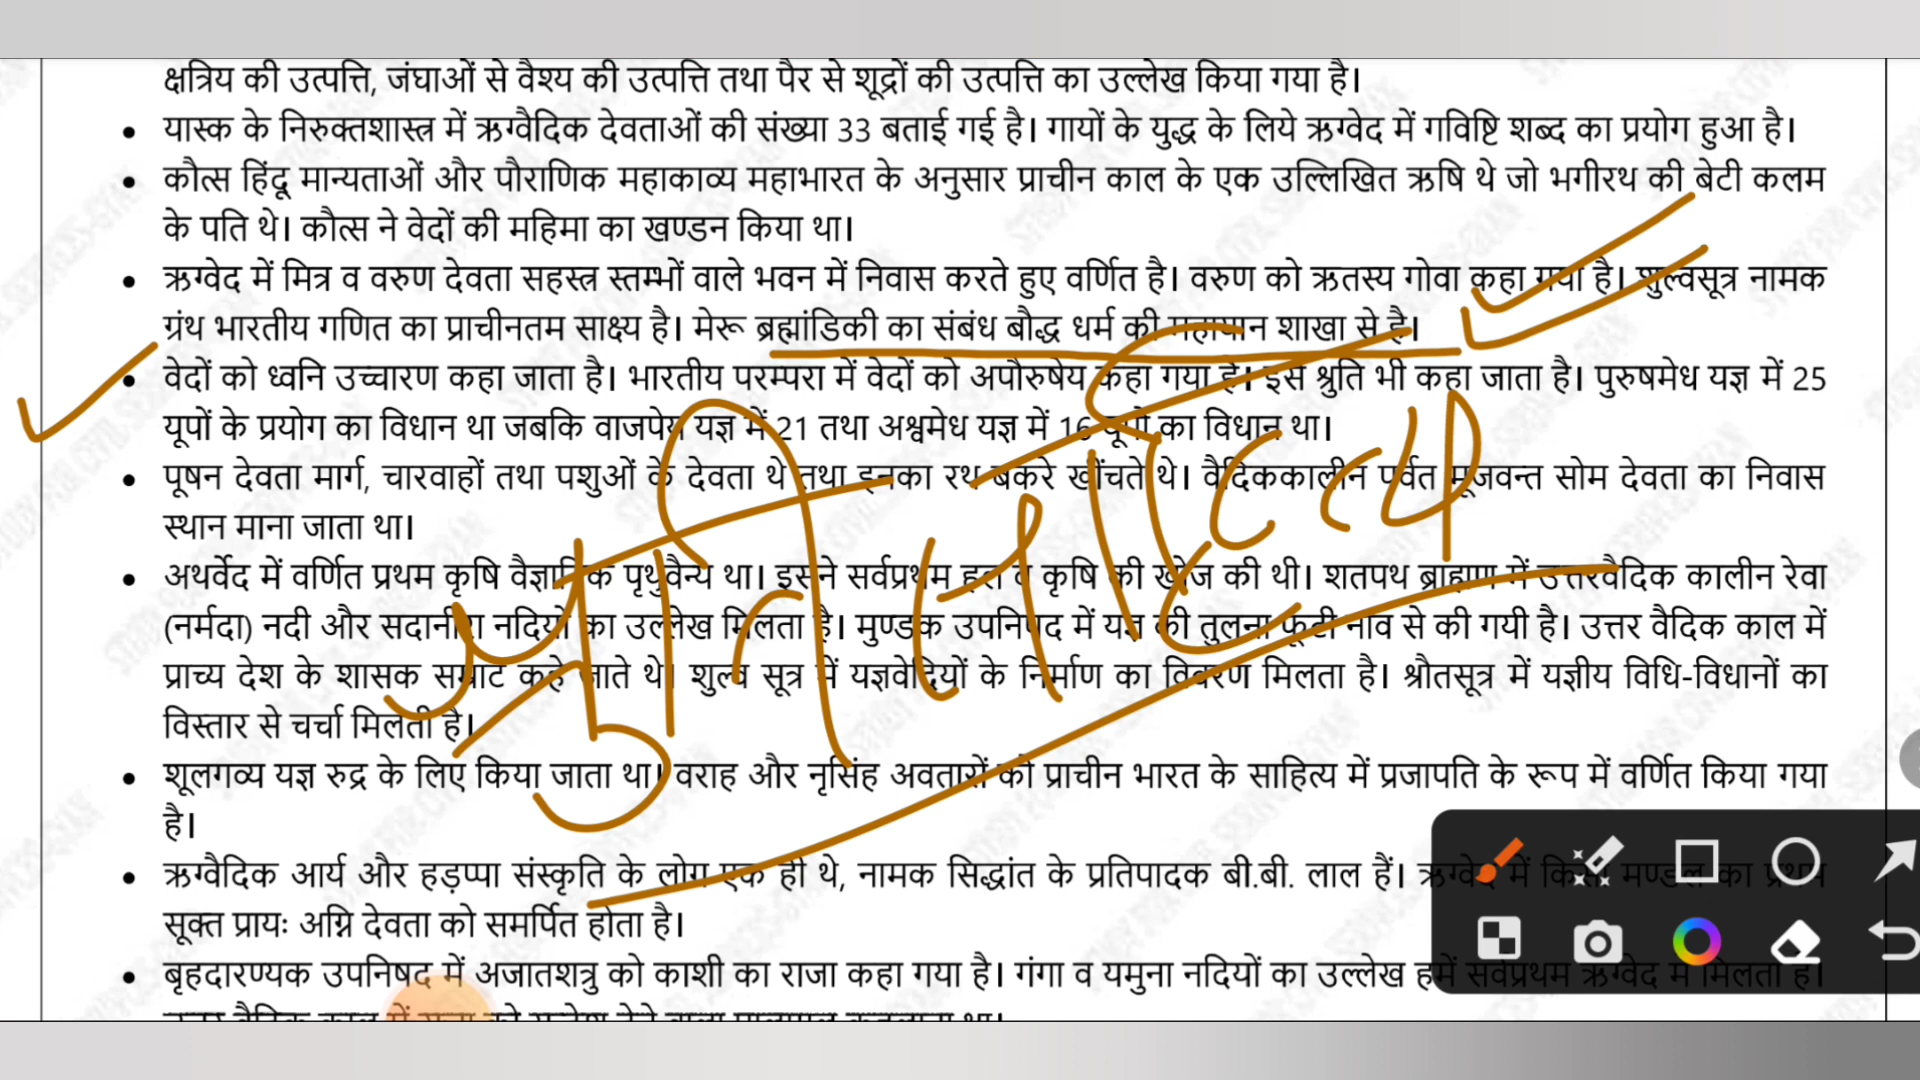 क्षत्रिय की उत्पत्ति, जंघाओं से वैश्य की उत्पत्ति तथा पैर से शूद्रों की उत्पत्ति का उल्लेख किया गया है।
• यास्क के निरुक्तशास्त्र में ऋग्वैदिक देवताओं की संख्या 33 बताई गई है। गायों के युद्ध के लिये ऋग्वेद में गविष्टि शब्द का प्रयोग हुआ है।
• कौत्स हिंदू मान्यताओं और पौराणिक महाकाव्य महाभारत के अनुसार प्राचीन काल के एक उल्लिखित ऋषि थे जो भगीरथ की बेटी कलम
के पति थे। कौत्स ने वेदों की महिमा का खण्डन किया था।
• ऋग्वेद में मित्र व वरुण देवता सहस्त्र स्तम्भों वाले भवन में निवास करते हुए वर्णित है। वरुण को ऋतस्य गोवा कहा गया है। शुल्वसूत्र नामक
ग्रंथ भारतीय गणित का प्राचीनतम साक्ष्य है। मेरू ब्रह्मांडिकी का संबंध बौद्ध धर्म की महायान शाखा से है।
• वेदों को ध्वनि उच्चारण कहा जाता है। भारतीय परम्परा में वेदों को अपौरुषेय कहा गया है। इसे श्रुति भी कहा जाता है। पुरुषमेध यज्ञ में 25
यूपों के प्रयोग का विधान था जबकि वाजपेय यज्ञ में 21 तथा अश्वमेध यज्ञ में 16 यूपों का विधान था।
• पूषन देवता मार्ग, चारवाहों तथा पशुओं के देवता थे तथा इनका रथ बकरे खींचते थे। वैदिककालीन पर्वत मूजवन्त सोम देवता का निवास
स्थान माना जाता था।
• अथर्वेद में वर्णित प्रथम कृषि वैज्ञानिक पृथुवैन्य था। इसने सर्वप्रथम हल व कृषि की खोज की थी। शतपथ ब्राह्मण में उत्तरवैदिक कालीन रेवा
(नर्मदा) नदी और सदानीरा नदियों का उल्लेख मिलता है। मुण्डक उपनिषद में यज्ञ की तुलना फूटी नाव से की गयी है। उत्तर वैदिक काल में
प्राच्य देश के शासक सम्राट कहे जाते थे। शुल्व सूत्र में यज्ञवेदियों के निर्माण का विवरण मिलता है। श्रौतसूत्र में यज्ञीय विधि-विधानों का
विस्तार से चर्चा मिलती है।
• शूलगव्य यज्ञ रुद्र के लिए किया जाता था। वराह और नृसिंह अवतारों को प्राचीन भारत के साहित्य में प्रजापति के रूप में वर्णित किया गया
है।
• ऋग्वैदिक आर्य और हड़प्पा संस्कृति के लोग एक ही थे, नामक सिद्धांत के प्रतिपादक बी.बी. लाल हैं। ऋग्वेद में किसी मण्डल का प्रथम
सूक्त प्रायः अग्नि देवता को समर्पित होता है।
• बृहदारण्यक उपनिषद में अजातशत्रु को काशी का राजा कहा गया है। गंगा व यमुना नदियों का उल्लेख हमें सर्वप्रथम ऋग्वेद में मिलता है।